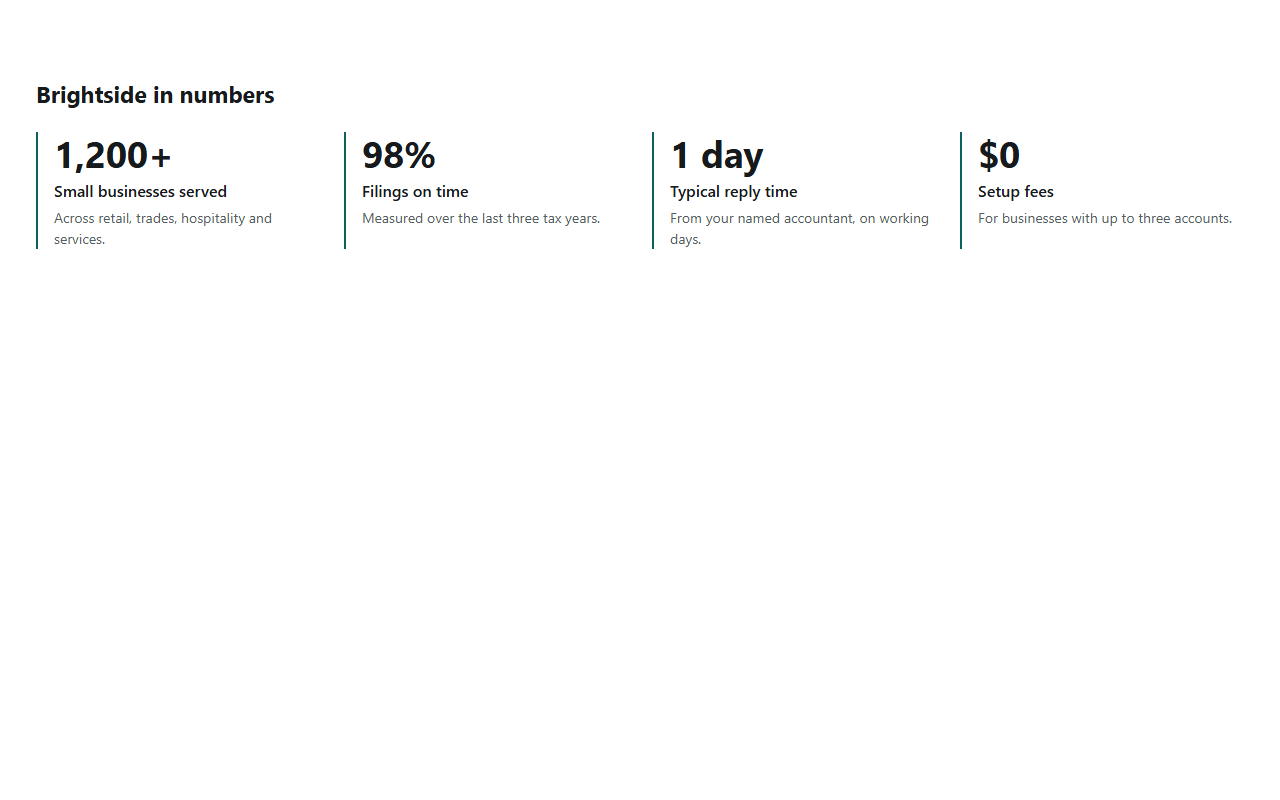 Brightside in numbers
1,200+
Small businesses served
Across retail, trades, hospitality and
services.
98%
Filings on time
Measured over the last three tax years.
1 day
Typical reply time
From your named accountant, on working
days.
$0
Setup fees
For businesses with up to three accounts.